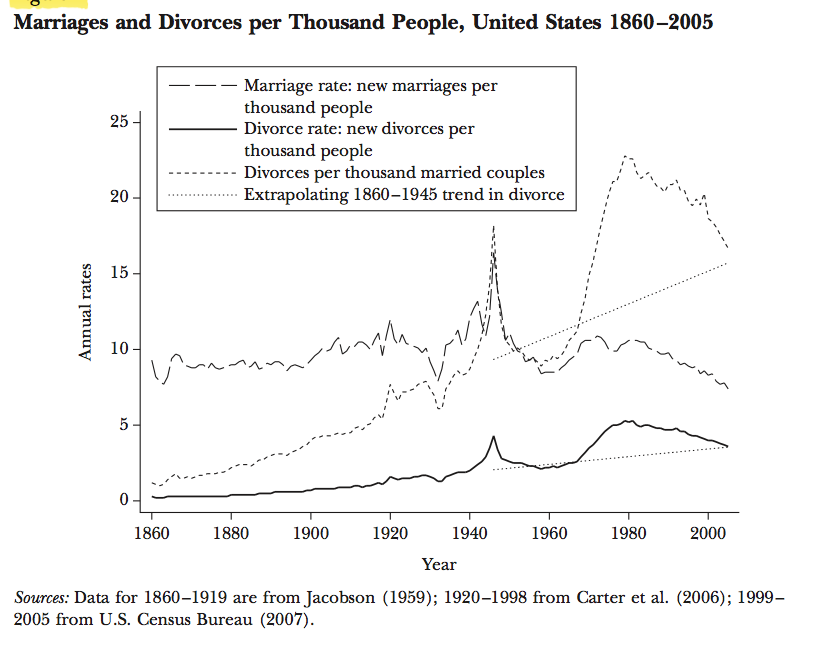 Marriages and Divorces per Thousand People, United States 1860–2005
Marriage rate: new marriages per
thousand people
Divorce rate: new divorces per
thousand people
Divorces per thousand married couples
Extrapolating 1860–1945 trend in divorce
25
20
15
10
5
0
Annual rates
1860
1880
1900
1920
1940
1960
1980
2000
Year
Sources: Data for 1860–1919 are from Jacobson (1959); 1920–1998 from Carter et al. (2006); 1999–
2005 from U.S. Census Bureau (2007).